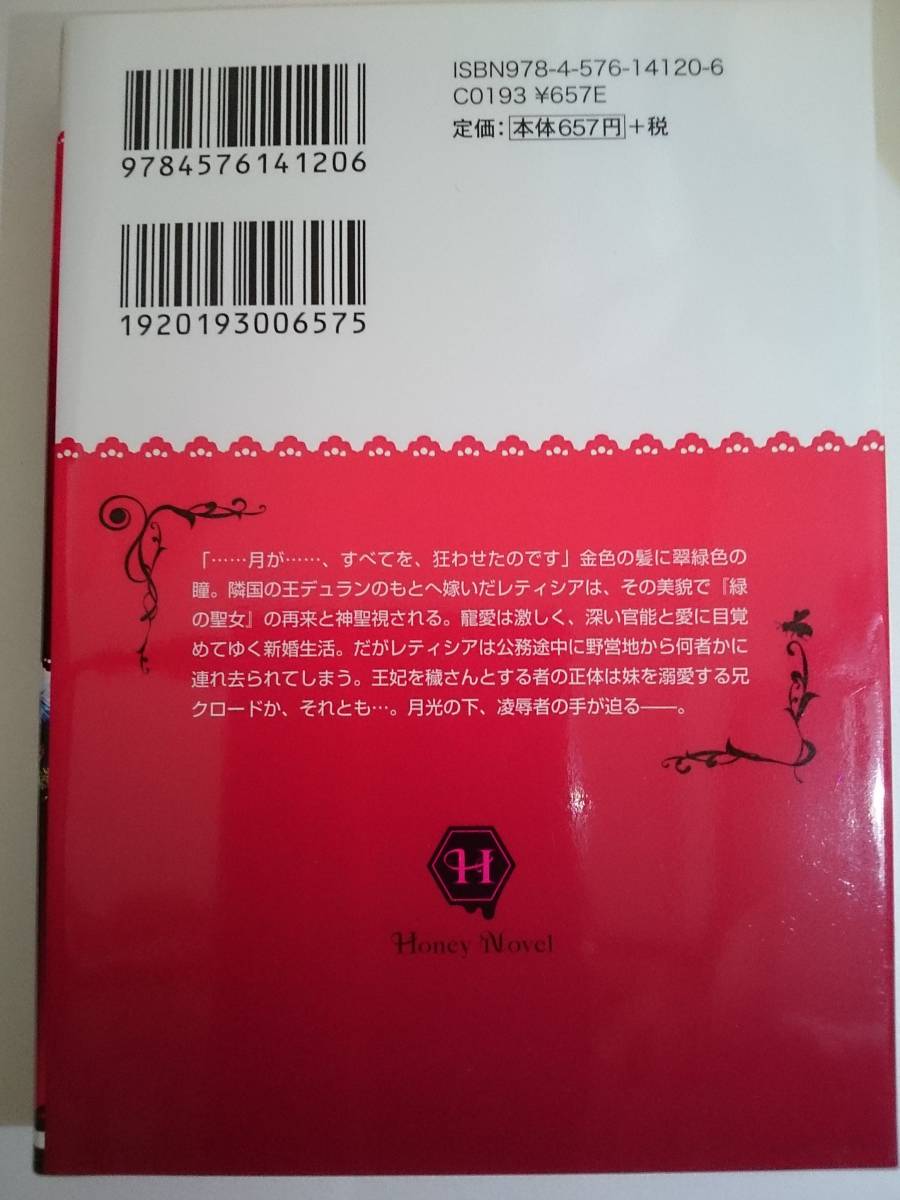 ISBN978-4-576-14120-6
C0193 ¥657E
定価：本体657円+税
9784576141206
1920193006575
「……月が……、すべてを、狂わせたのです」金色の髪に翠緑色の
瞳。隣国の王デュランのもとへ嫁いだレティシアは、その美貌で『緑
の聖女』の再来と神聖視される。寵愛は激しく、深い官能と愛に目覚
めてゆく新婚生活。だがレティシアは公務途中に野営地から何者かに
連れ去られてしまう。王妃を穢さんとする者の正体は妹を溺愛する兄
クロードか、それとも…。月光の下、凌辱者の手が迫る――。
H
Honey Novel